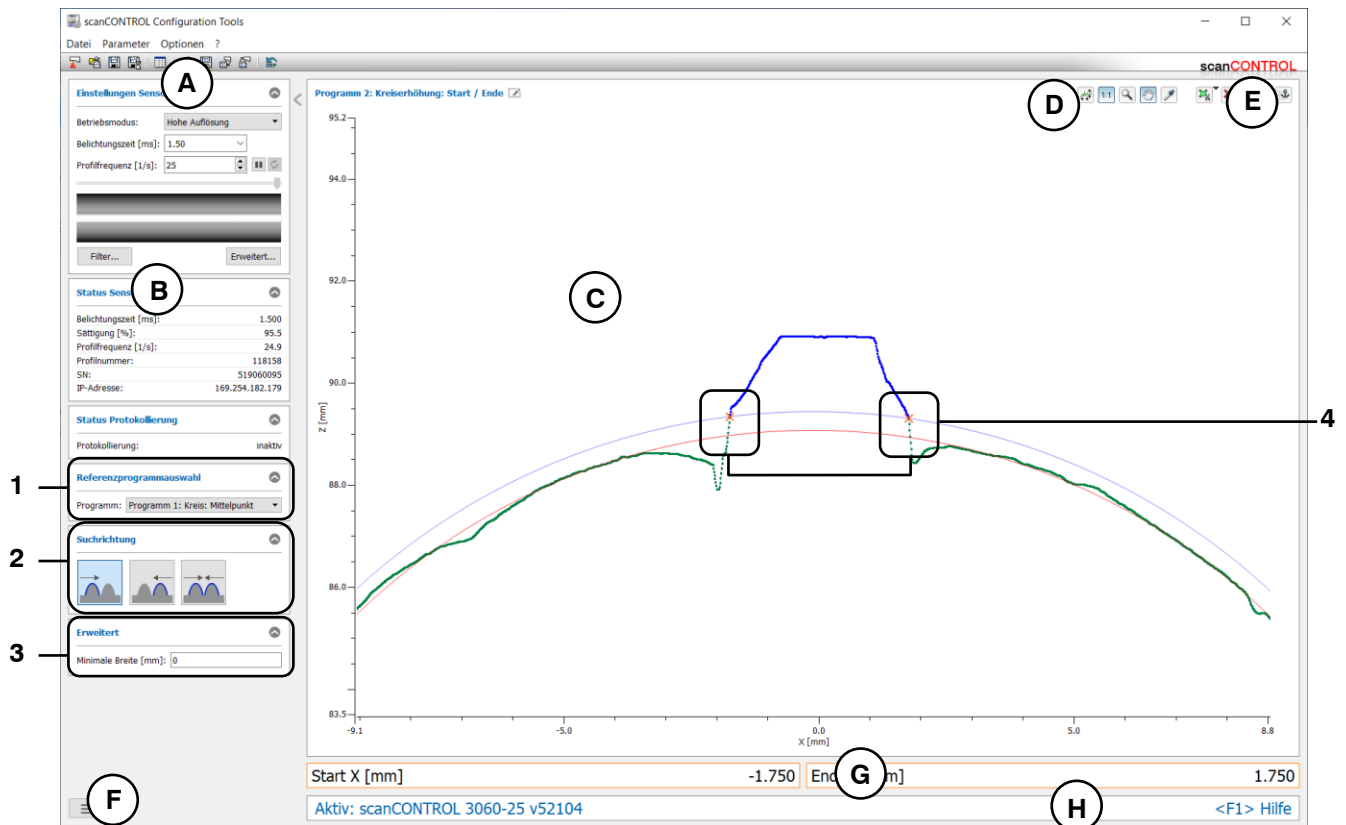 scanCONTROL Configuration Tools
Datei Parameter Optionen ?
scanCONTROL
A
Einstellungen
Betriebsmodus: Hohe Auflösung
Belichtungszeit [ms]: 1.50
Profilfrequenz [1/s]: 25
Filter... Erweitert...
B
Status
Belichtungszeit [ms]: 1.500
Sättigung [%]: 95.5
Profilfrequenz [1/s]: 24.9
Profilnummer: 118158
SN: 519060095
IP-Adresse: 169.254.182.179
Status Protokollierung
Protokollierung: inaktiv
1
Referenzprogrammauswahl
Programm: Programm 1: Kreis: Mittelpunkt
2
Suchrichtung
3
Erweitert
Minimale Breite [mm]: 0
F
Programm 2: Kreiserhöhung: Start / Ende
D
1:1
E
C
4
95.2
94.0
92.0
90.0
88.0
86.0
83.5
Z [mm]
-9.1 -5.0 0.0 5.0 8.8
X [mm]
Start X [mm] -1.750
G
1.750
Aktiv: scanCONTROL 3060-25 v52104
H
<F1> Hilfe